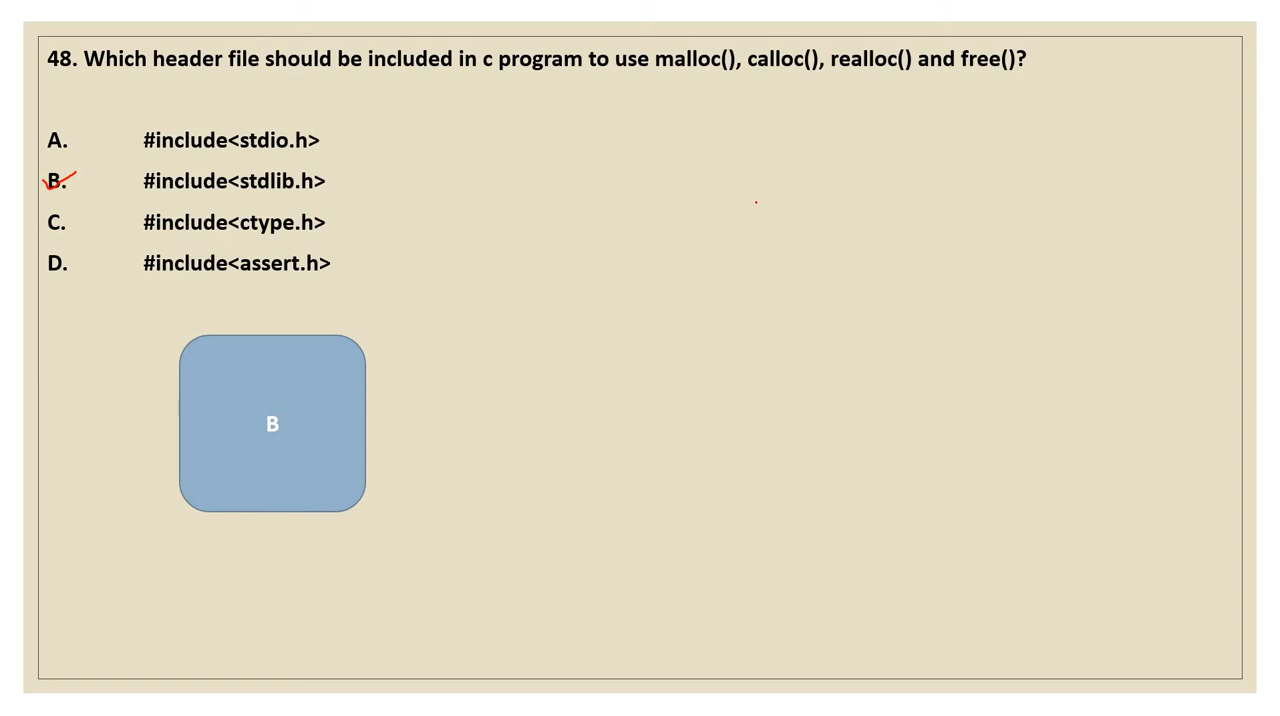 48. Which header file should be included in c program to use malloc(), calloc(), realloc() and free()?
A. #include<stdio.h>
B. #include<stdlib.h>
C. #include<ctype.h>
D. #include<assert.h>
B